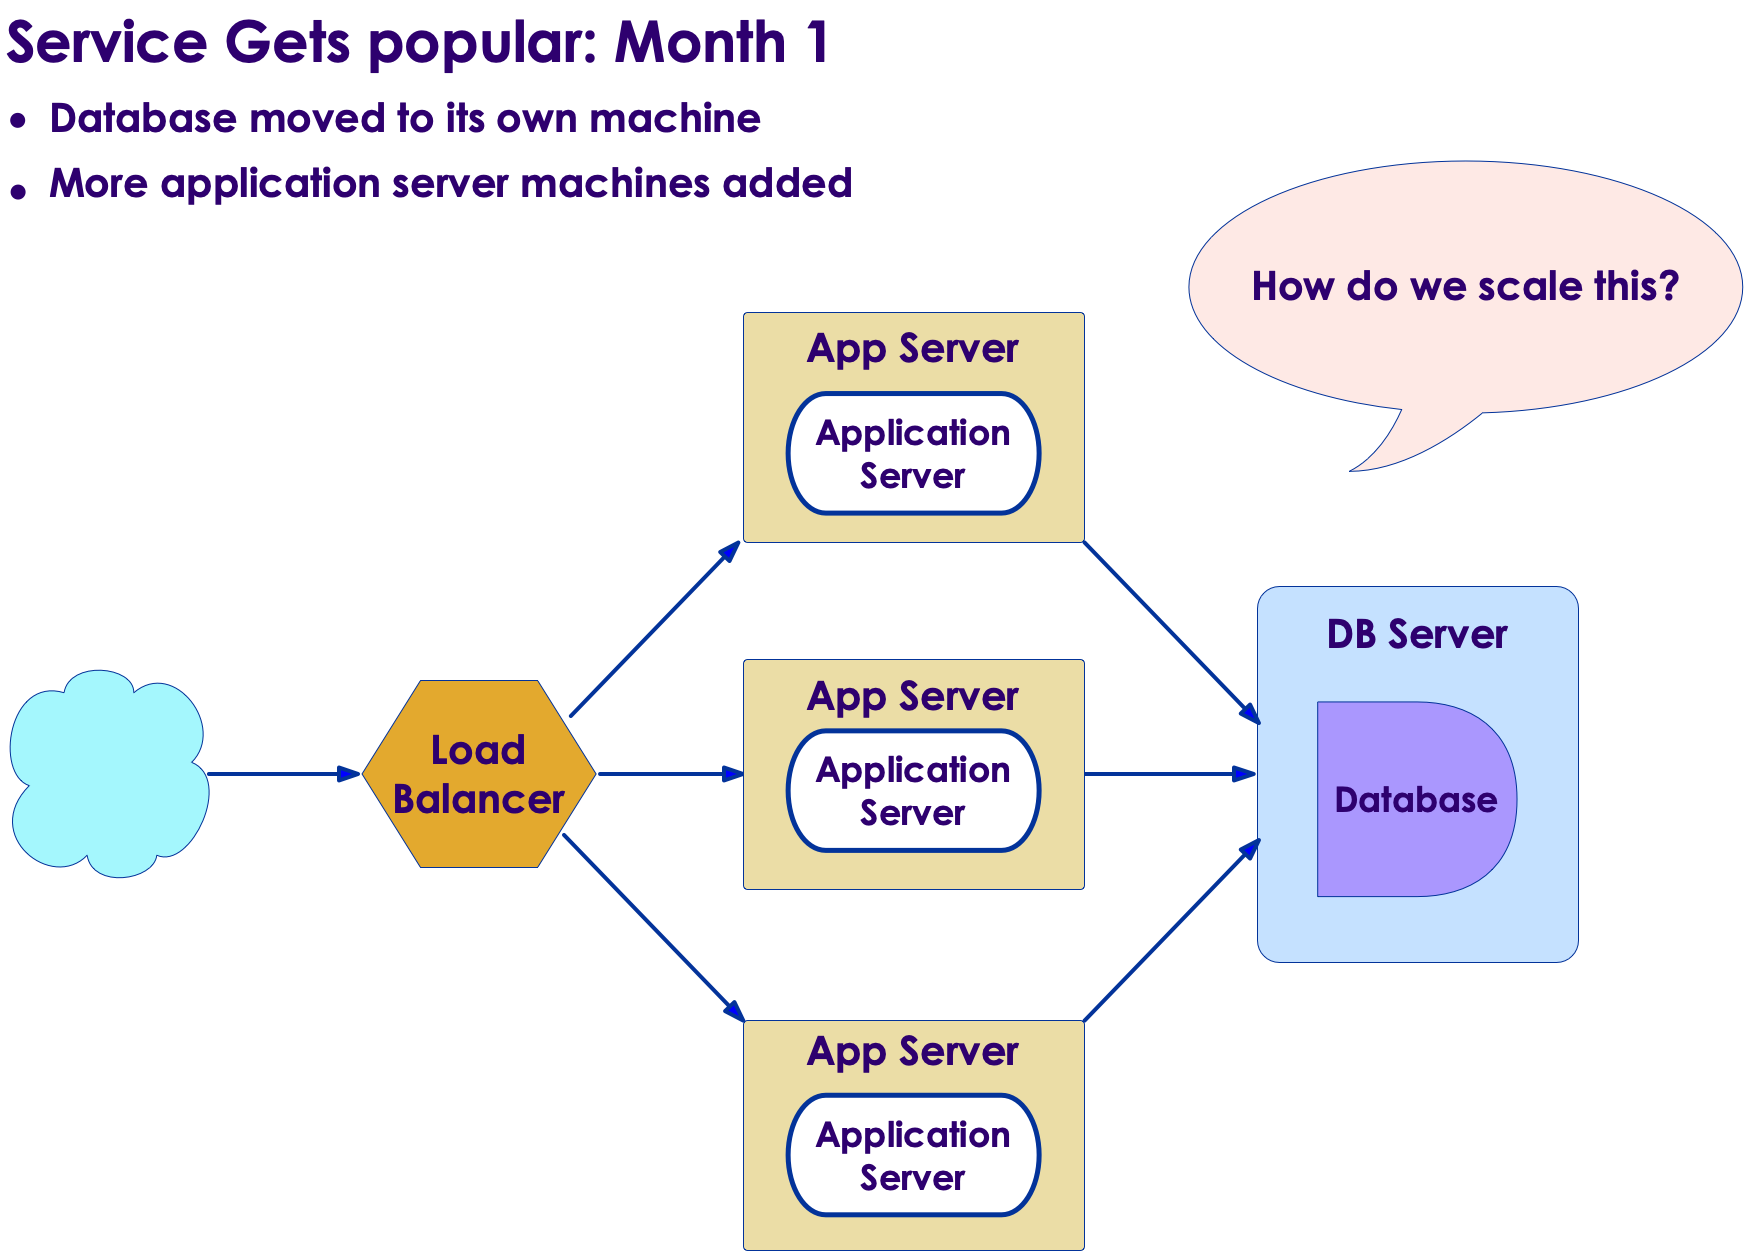 Service Gets popular: Month 1
• Database moved to its own machine
• More application server machines added
How do we scale this?
App Server
Application
Server
Load
Balancer
App Server
Application
Server
DB Server
Database
App Server
Application
Server